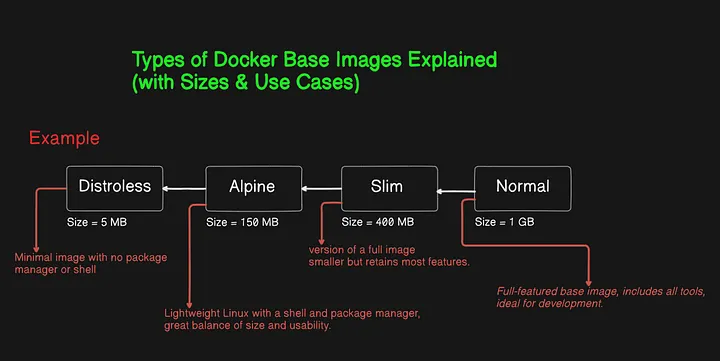 Types of Docker Base Images Explained
(with Sizes & Use Cases)
Example
Distroless
Alpine
Slim
Normal
Size = 5 MB
Size = 150 MB
Size = 400 MB
Size = 1 GB
Minimal image with no package
manager or shell
version of a full image
smaller but retains most features.
Full-featured base image, includes all tools,
ideal for development.
Lightweight Linux with a shell and package manager,
great balance of size and usability.